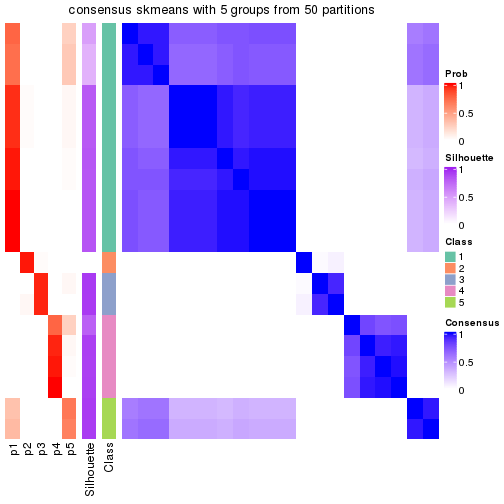 consensus skmeans with 5 groups from 50 partitions
Prob
1
0.5
0
Silhouette
1
0.5
0
Class
1
2
3
4
5
Consensus
1
0.5
0
p1
p2
p3
p4
p5
Silhouette
Class